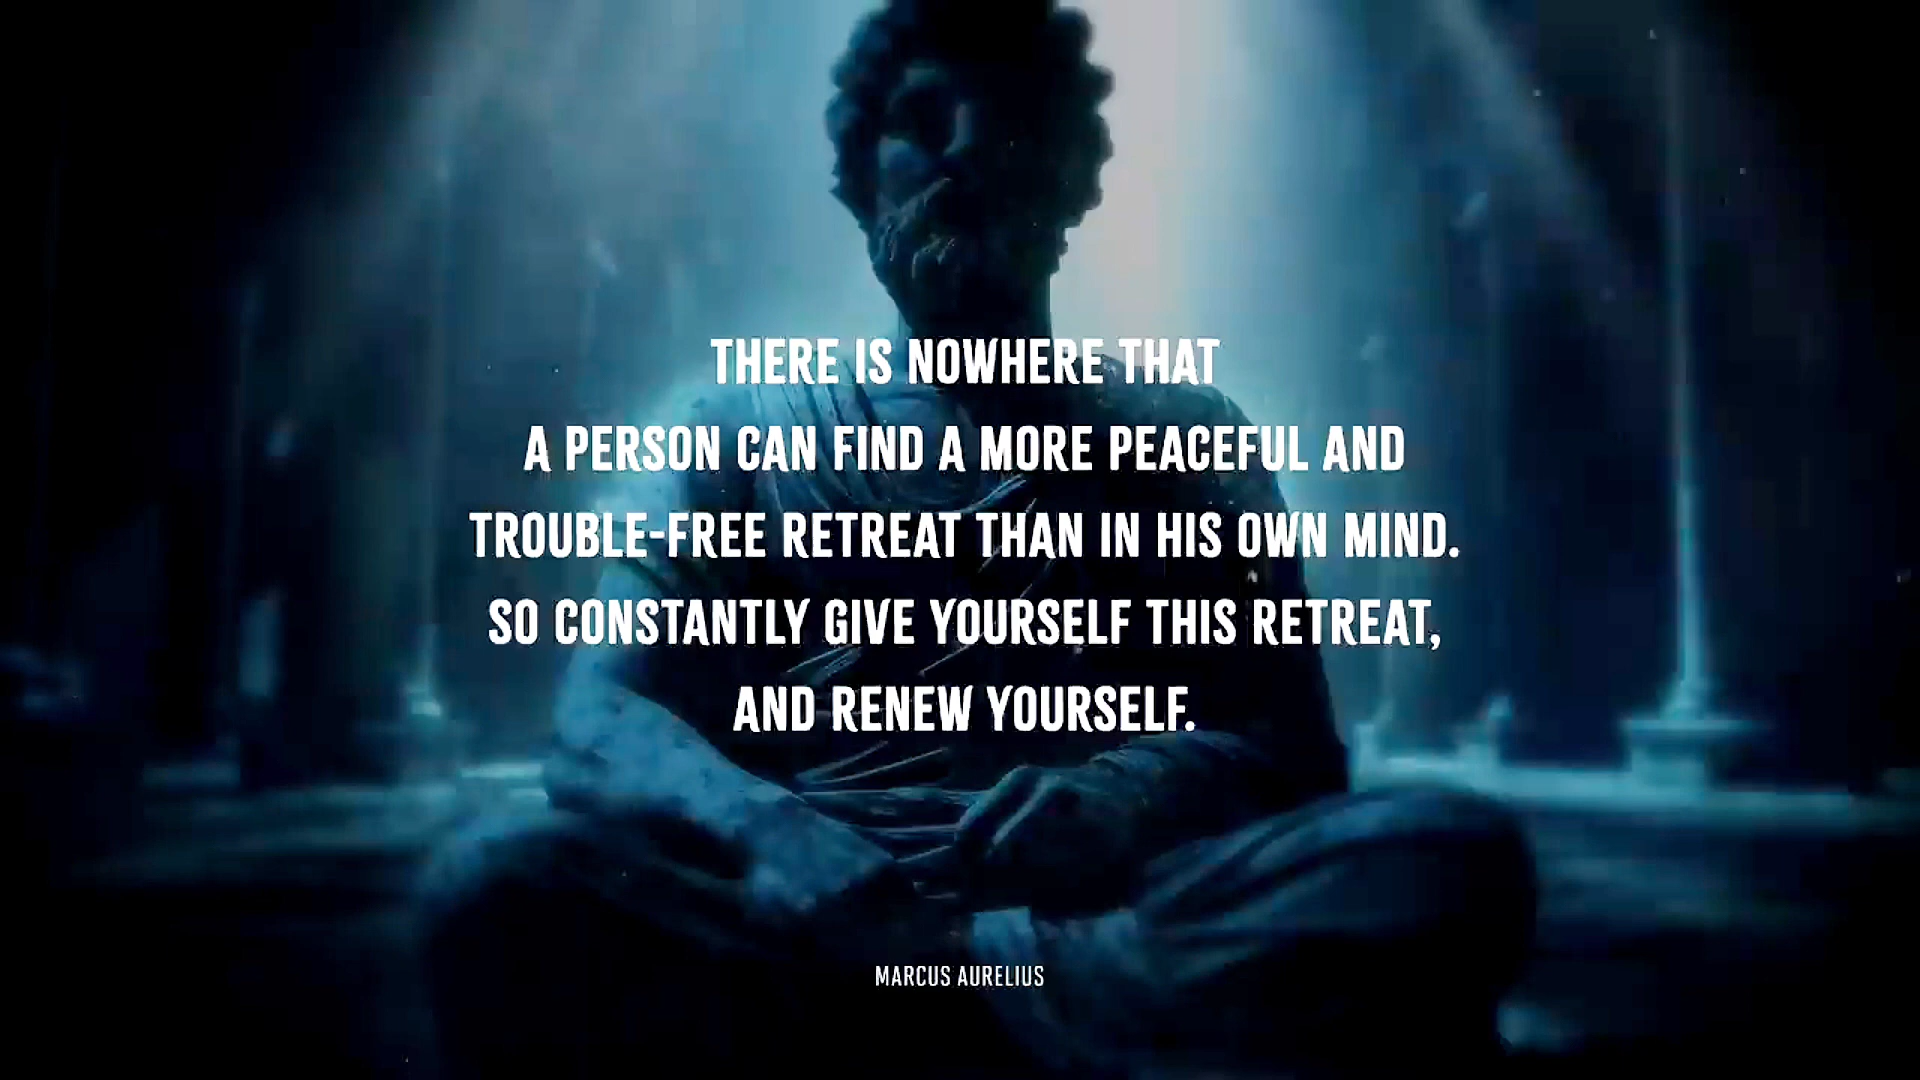 THERE IS NOWHERE THAT
A PERSON CAN FIND A MORE PEACEFUL AND
TROUBLE-FREE RETREAT THAN IN HIS OWN MIND.
SO CONSTANTLY GIVE YOURSELF THIS RETREAT,
AND RENEW YOURSELF.
MARCUS AURELIUS